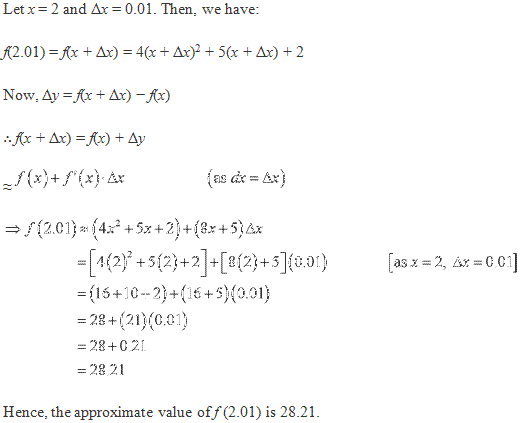 Let x = 2 and Δx = 0.01. Then, we have:
f(2.01) = f(x + Δx) = 4(x + Δx)² + 5(x + Δx) + 2
Now, Δy = f(x + Δx) − f(x)
∴ f(x + Δx) = f(x) + Δy
≈ f(x) + f′(x)·Δx (as dx = Δx)
⇒ f(2.01) ≈ (4x² + 5x + 2) + (8x + 5)Δx
= [4(2)² + 5(2) + 2] + [8(2) + 5](0.01) [as x = 2, Δx = 0.01]
= (16 + 10 + 2) + (16 + 5)(0.01)
= 28 + (21)(0.01)
= 28 + 0.21
= 28.21
Hence, the approximate value of f (2.01) is 28.21.